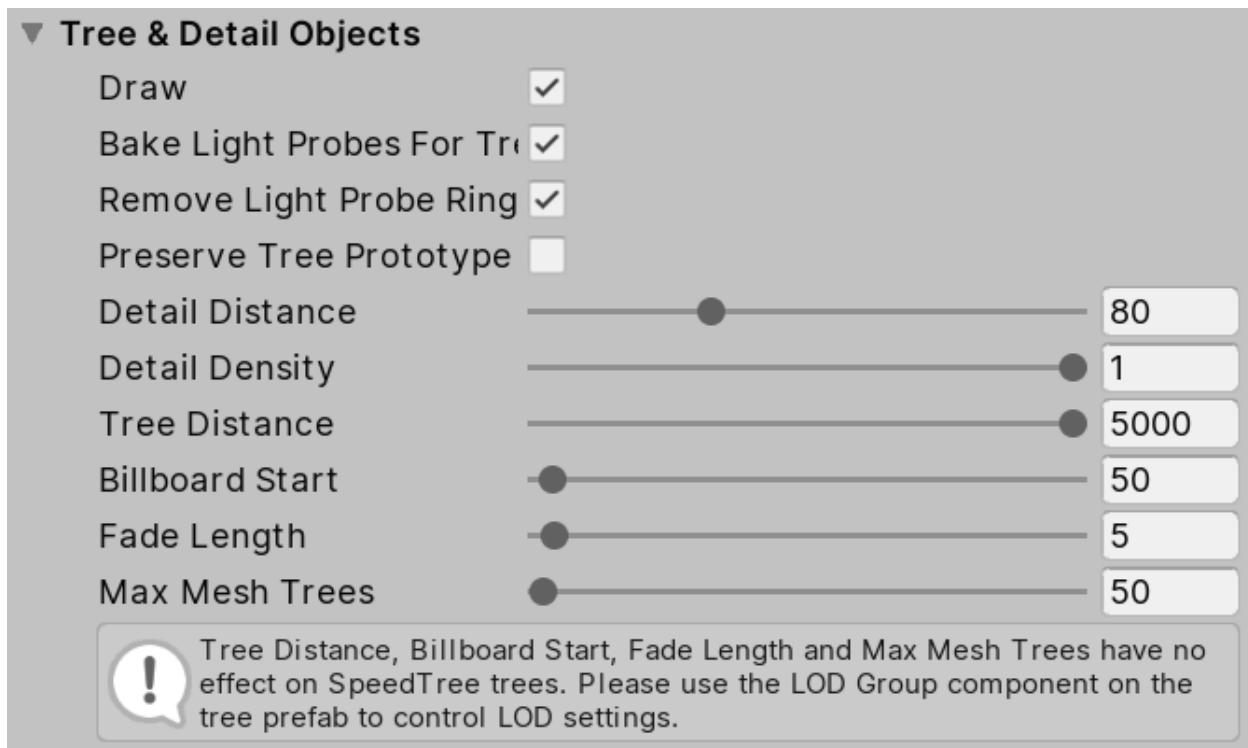 Tree & Detail Objects
Draw
Bake Light Probes For Tre
Remove Light Probe Ring
Preserve Tree Prototype
Detail Distance 80
Detail Density 1
Tree Distance 5000
Billboard Start 50
Fade Length 5
Max Mesh Trees 50
Tree Distance, Billboard Start, Fade Length and Max Mesh Trees have no
effect on SpeedTree trees. Please use the LOD Group component on the
tree prefab to control LOD settings.